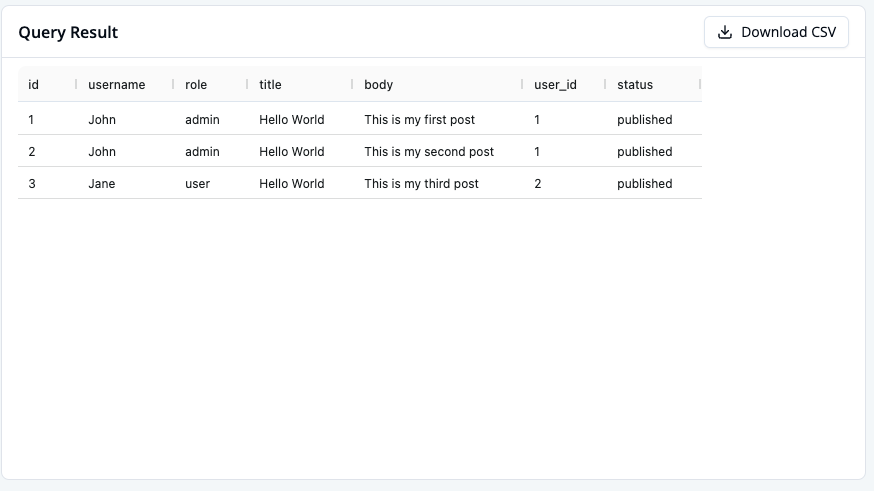 Query Result Download CSV
id username role title body user_id status
1 John admin Hello World This is my first post 1 published
2 John admin Hello World This is my second post 1 published
3 Jane user Hello World This is my third post 2 published